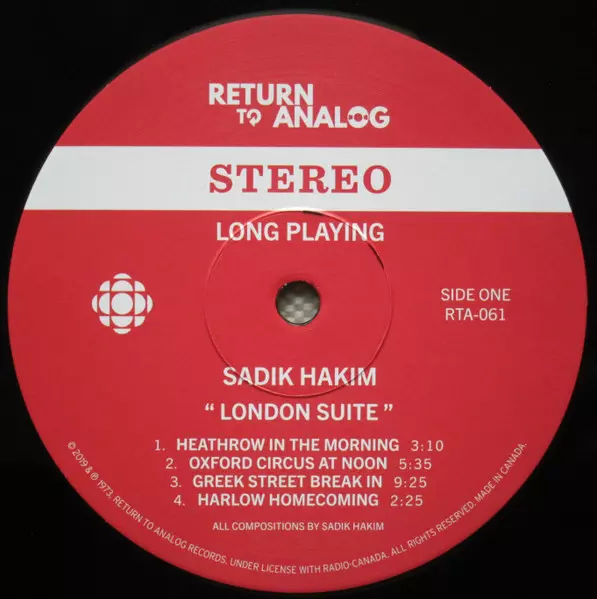 RETURN
TO ANALOG
STEREO
LONG PLAYING
SIDE ONE
RTA-061
SADIK HAKIM
“ LONDON SUITE ”
1. HEATHROW IN THE MORNING 3:10
2. OXFORD CIRCUS AT NOON 5:35
3. GREEK STREET BREAK IN 9:25
4. HARLOW HOMECOMING 2:25
ALL COMPOSITIONS BY SADIK HAKIM
© 2019 & ℗ 1973, RETURN TO ANALOG RECORDS. UNDER LICENSE WITH RADIO-CANADA. ALL RIGHTS RESERVED. MADE IN CANADA.